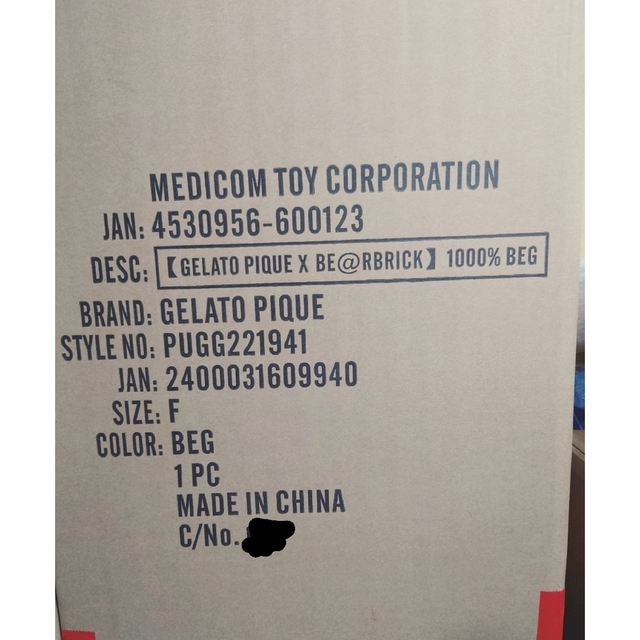 MEDICOM TOY CORPORATION
JAN: 4530956-600123
DESC: 【GELATO PIQUE X BE@RBRICK】 1000% BEG
BRAND: GELATO PIQUE
STYLE NO: PUGG221941
JAN: 2400031609940
SIZE: F
COLOR: BEG
1 PC
MADE IN CHINA
C/No.